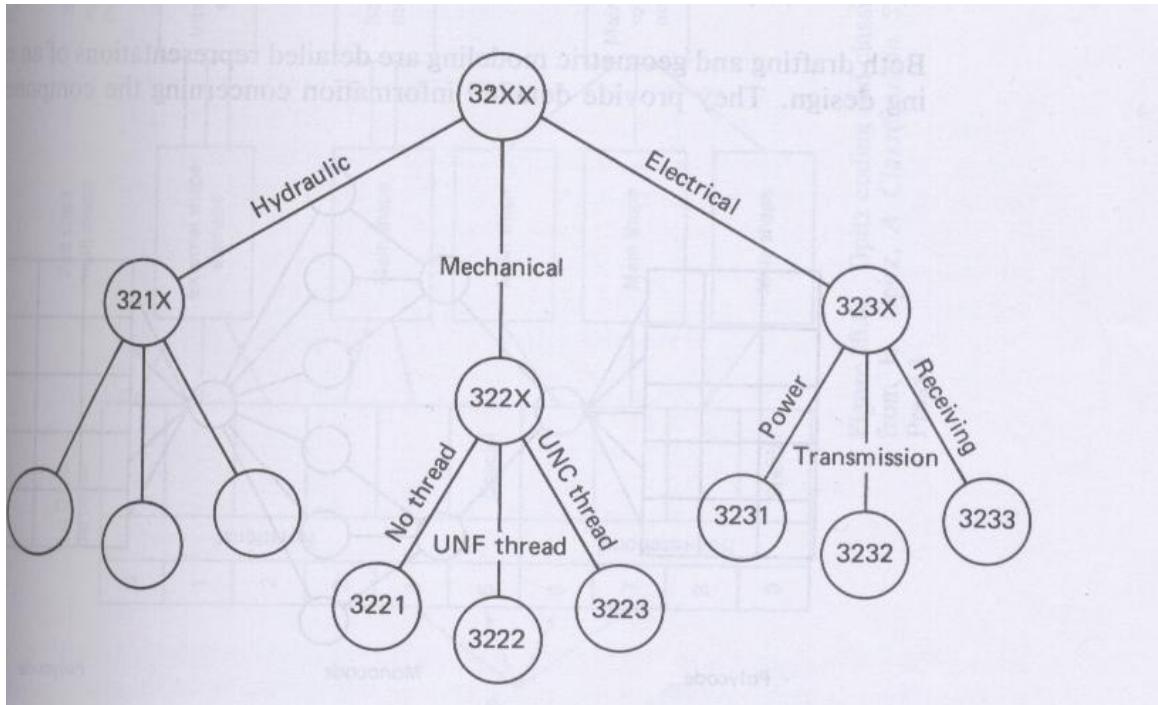 32XX
Hydraulic
Electrical
Mechanical
321X
323X
322X
Power
Receiving
Transmission
No thread
UNC thread
UNF thread
3231
3232
3233
3221
3222
3223
Both drafting and geometric modeling are detailed representations of
ing design. They provide detailed information concerning the
Monocode
Polycode